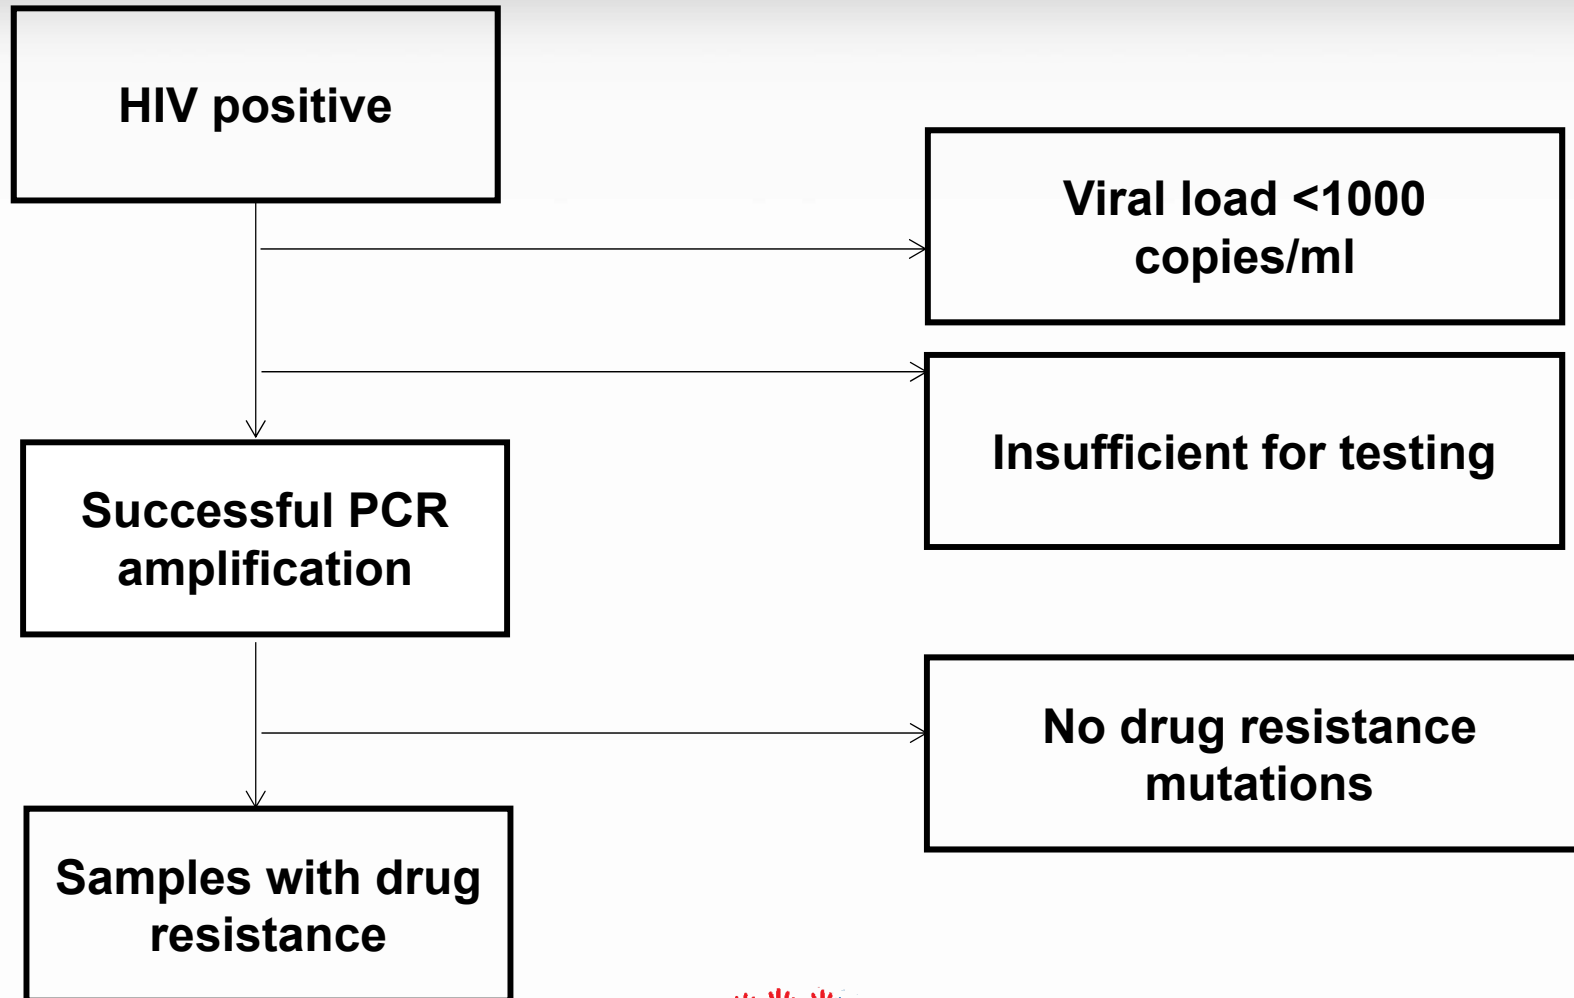 HIV positive
Viral load <1000
copies/ml
Insufficient for testing
Successful PCR
amplification
No drug resistance
mutations
Samples with drug
resistance